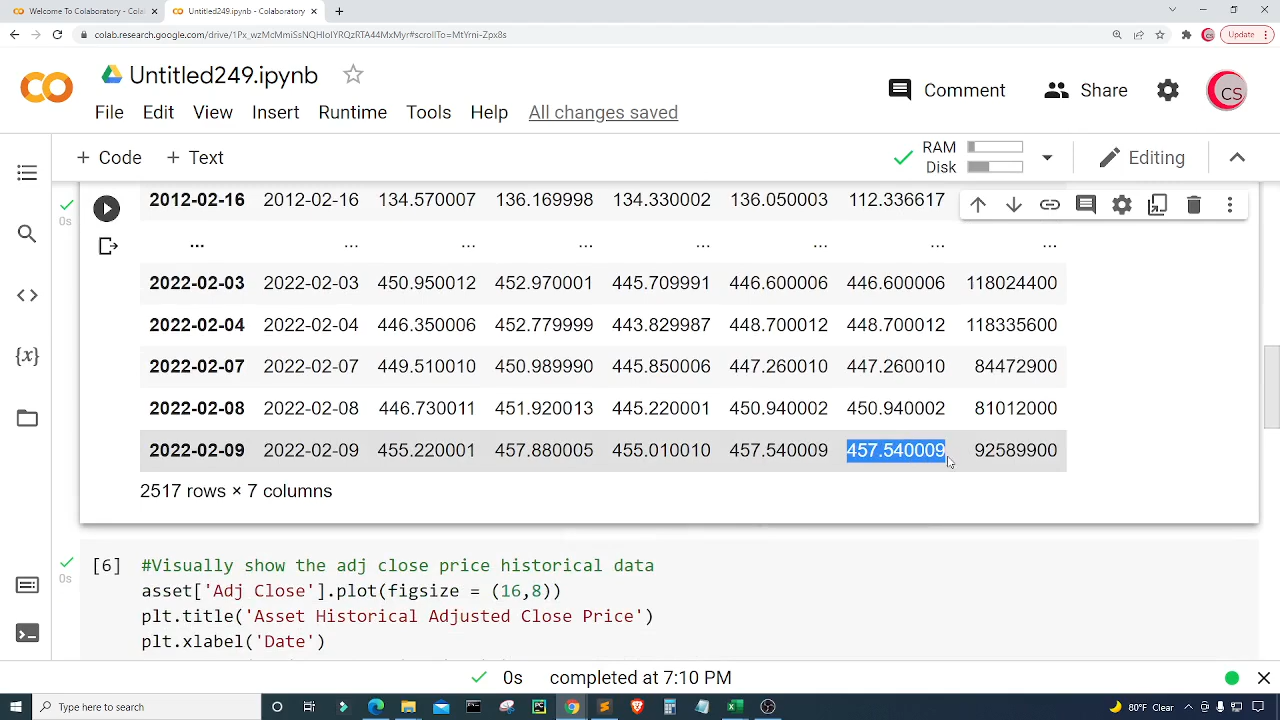 Welcome To Colaboratory - Colab
Untitled249.ipynb - Colaboratory
colab.research.google.com/drive/1Px_wzMcMmiSsNQHIoIYRQzRTA44MxMyr#scrollTo=MtYrni-Zpx8s
Update
Untitled249.ipynb
Comment
Share
CS
File Edit View Insert Runtime Tools Help All changes saved
+ Code + Text
RAM
Disk
Editing
2012-02-16 2012-02-16 134.570007 136.169998 134.330002 136.050003 112.336617
0s
... ... ... ... ... ... ... ...
2022-02-03 2022-02-03 450.950012 452.970001 445.709991 446.600006 446.600006 118024400
2022-02-04 2022-02-04 446.350006 452.779999 443.829987 448.700012 448.700012 118335600
{x}
2022-02-07 2022-02-07 449.510010 450.989990 445.850006 447.260010 447.260010 84472900
2022-02-08 2022-02-08 446.730011 451.920013 445.220001 450.940002 450.940002 81012000
2022-02-09 2022-02-09 455.220001 457.880005 455.010010 457.540009 457.540009 92589900
2517 rows × 7 columns
[6] #Visually show the adj close price historical data
0s
asset['Adj Close'].plot(figsize = (16,8))
plt.title('Asset Historical Adjusted Close Price')
plt.xlabel('Date')
0s completed at 7:10 PM
Type here to search
80°F Clear
7:10 PM